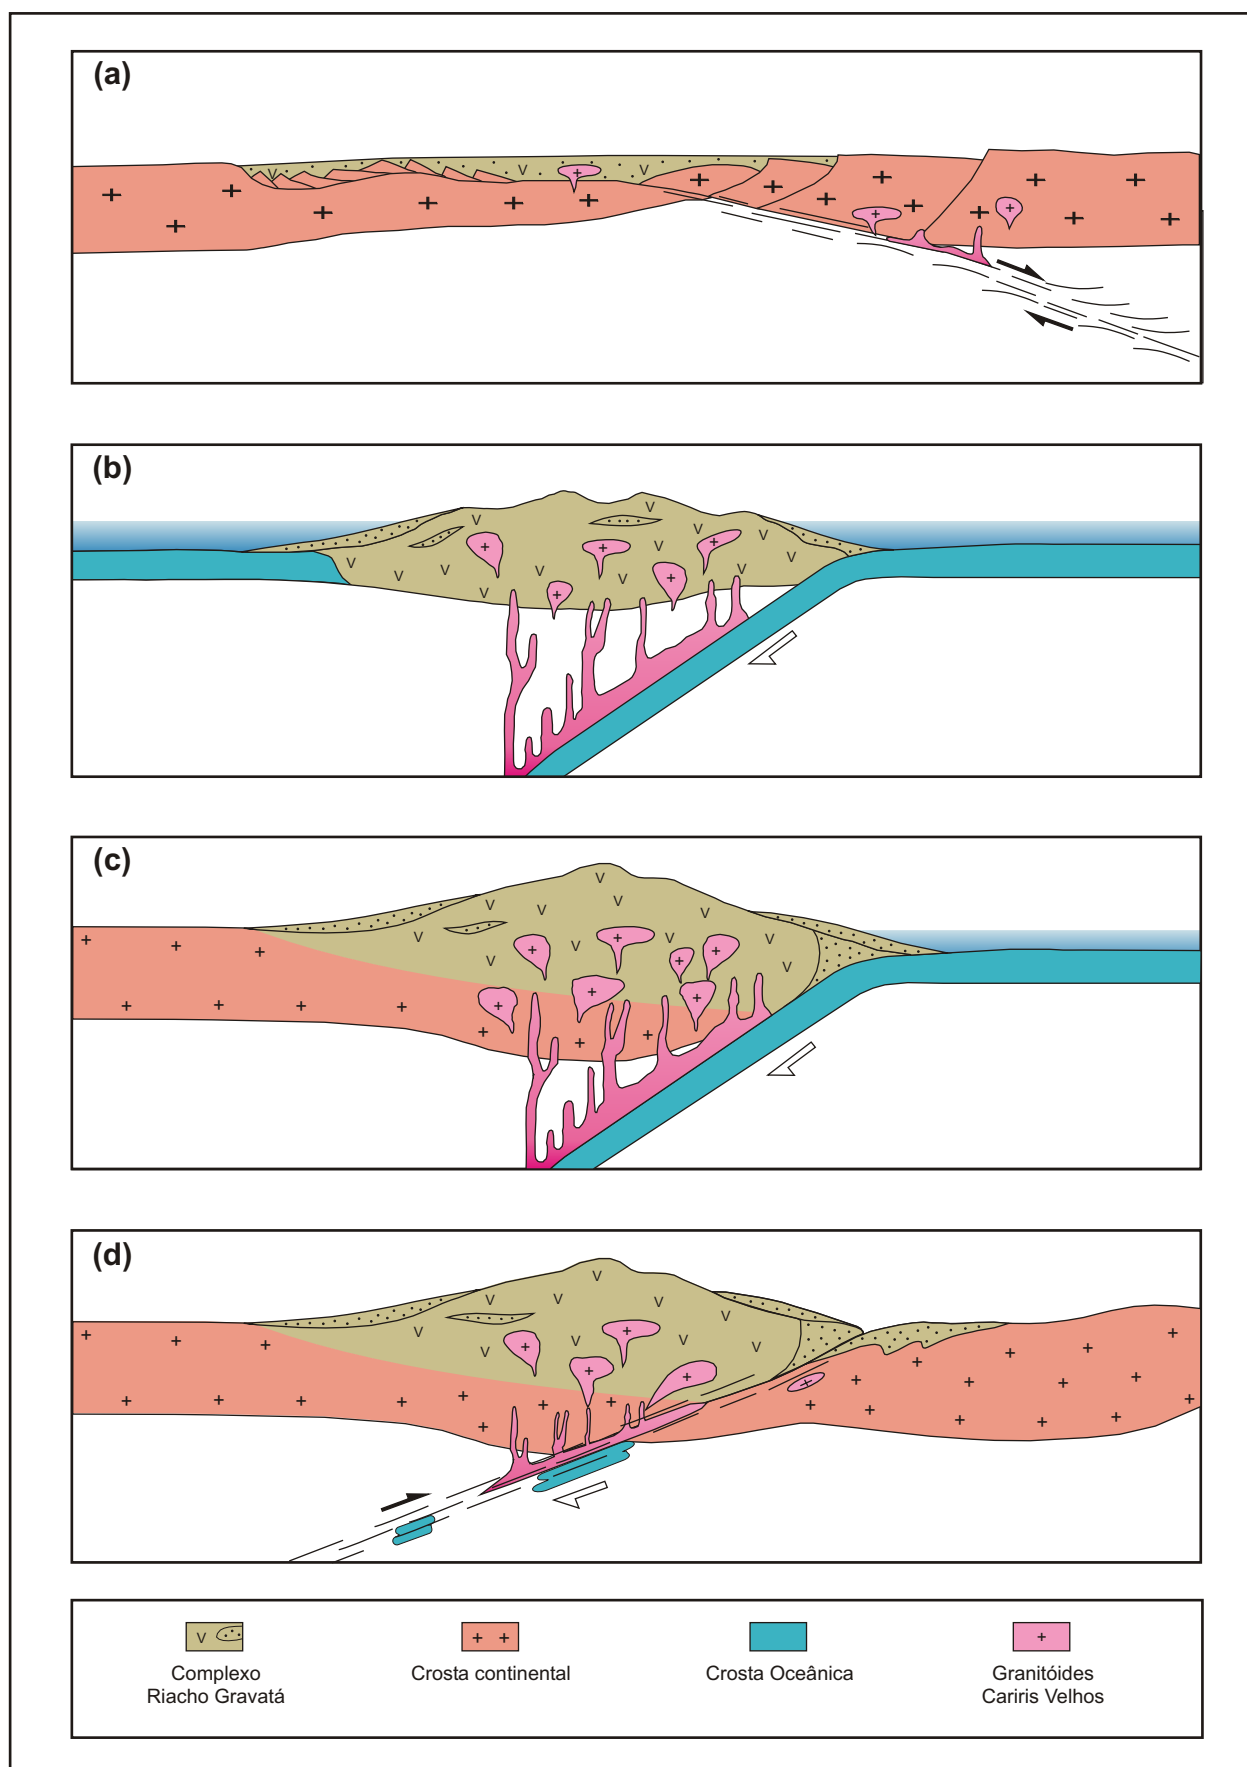 (a)
(b)
(c)
(d)
Complexo
Riacho Gravatá
Crosta continental
Crosta Oceânica
Granitóides
Cariris Velhos